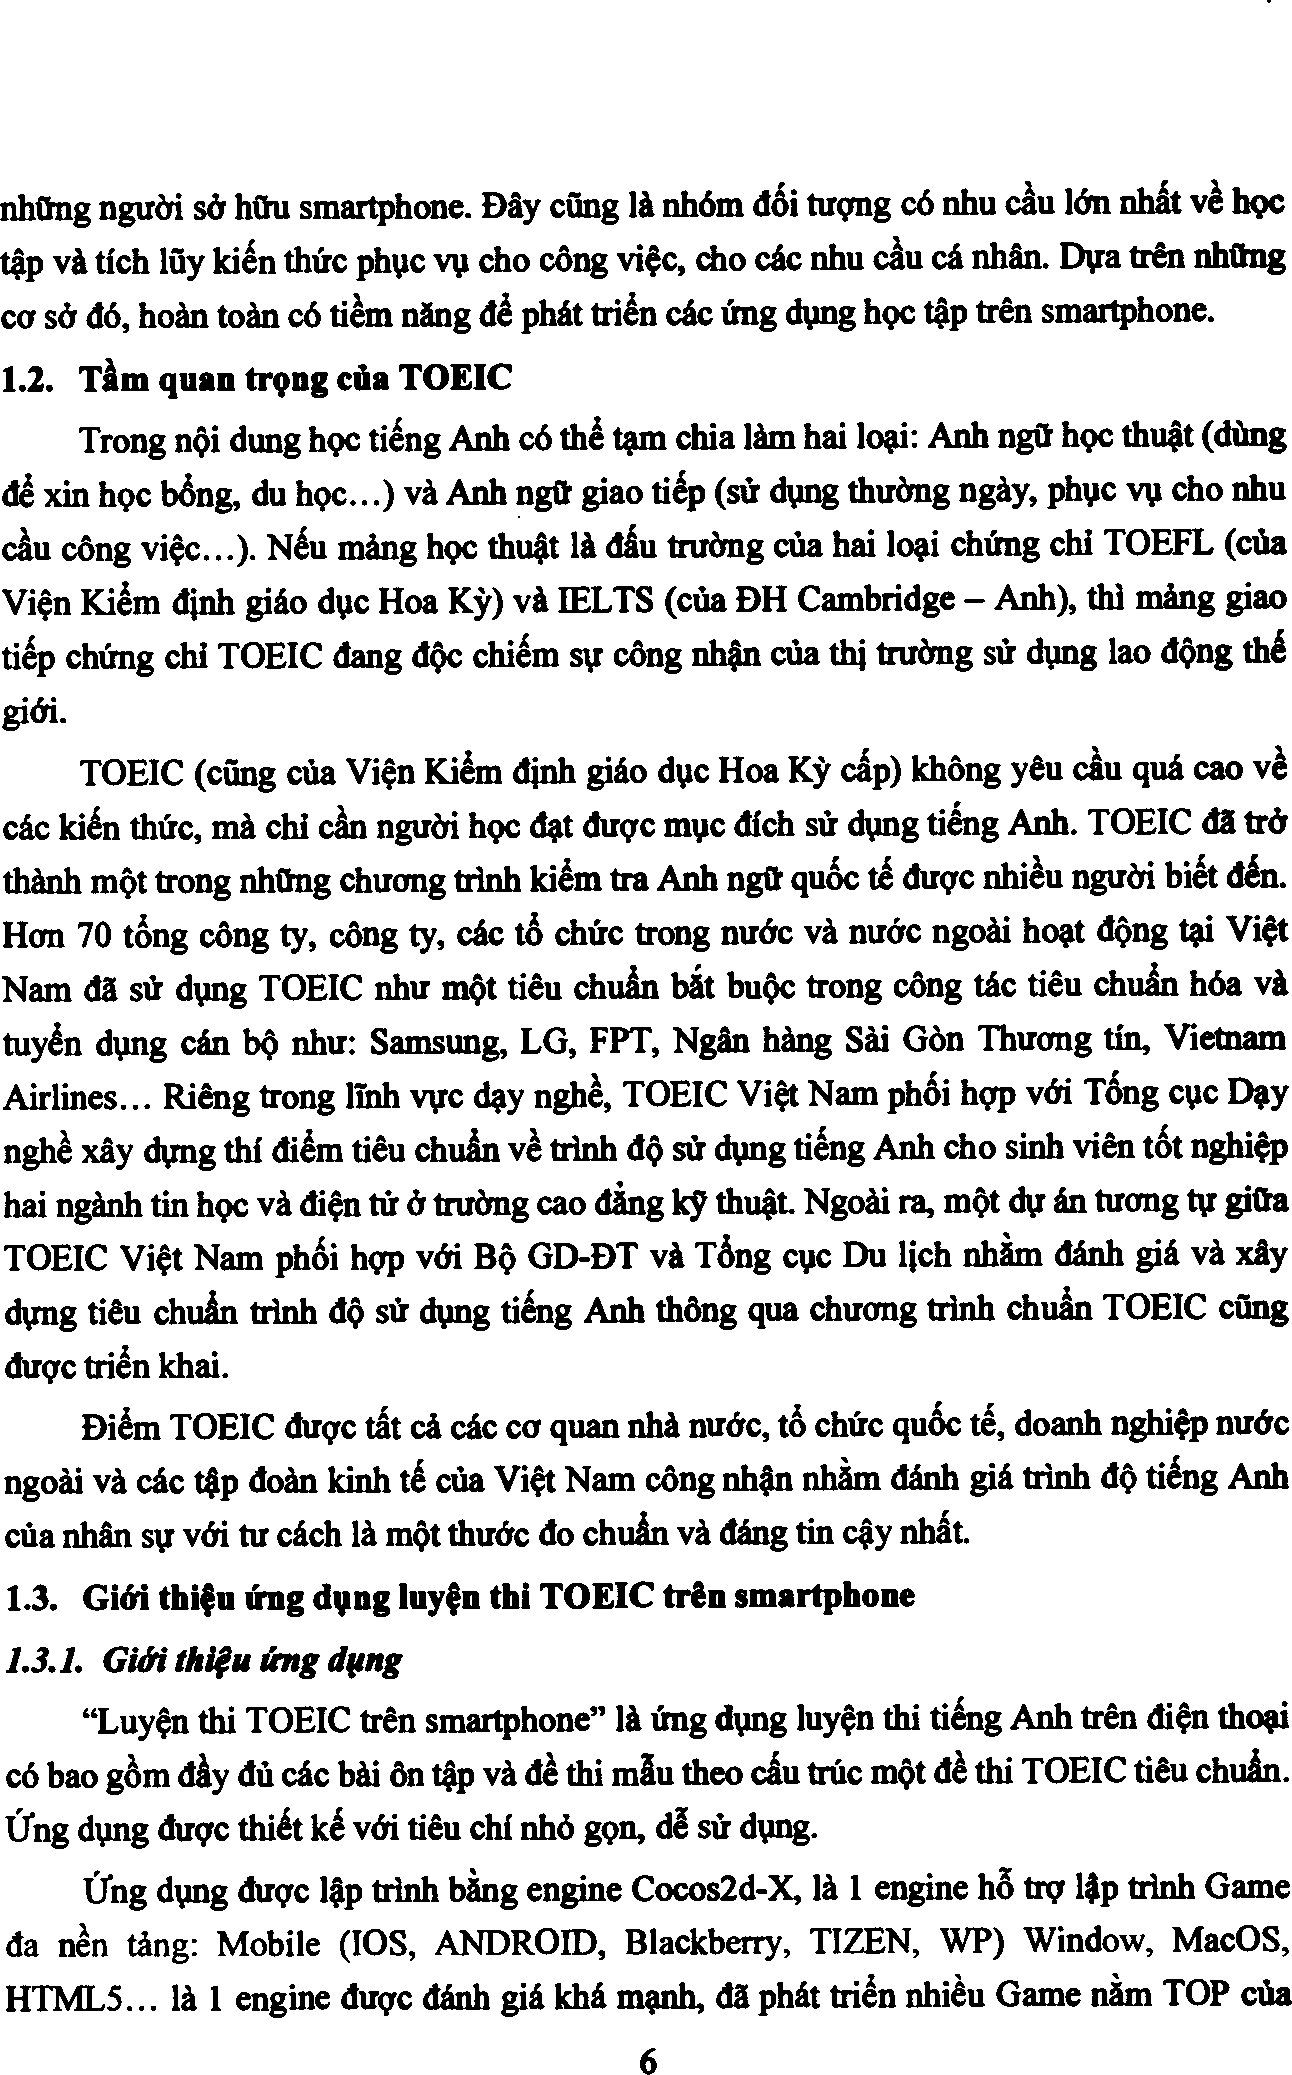 những người sở hữu smartphone. Đây cũng là nhóm đối tượng có nhu cầu lớn nhất về học
tập và tích lũy kiến thức phục vụ cho công việc, cho các nhu cầu cá nhân. Dựa trên những
cơ sở đó, hoàn toàn có tiềm năng để phát triển các ứng dụng học tập trên smartphone.
1.2. Tầm quan trọng của TOEIC
Trong nội dung học tiếng Anh có thể tạm chia làm hai loại: Anh ngữ học thuật (dùng
để xin học bổng, du học...) và Anh ngữ giao tiếp (sử dụng thường ngày, phục vụ cho nhu
cầu công việc...). Nếu mảng học thuật là đấu trường của hai loại chứng chỉ TOEFL (của
Viện Kiểm định giáo dục Hoa Kỳ) và IELTS (của ĐH Cambridge – Anh), thì mảng giao
tiếp chứng chỉ TOEIC đang độc chiếm sự công nhận của thị trường sử dụng lao động thế
giới.
TOEIC (cũng của Viện Kiểm định giáo dục Hoa Kỳ cấp) không yêu cầu quá cao về
các kiến thức, mà chỉ cần người học đạt được mục đích sử dụng tiếng Anh. TOEIC đã trở
thành một trong những chương trình kiểm tra Anh ngữ quốc tế được nhiều người biết đến.
Hơn 70 tổng công ty, công ty, các tổ chức trong nước và nước ngoài hoạt động tại Việt
Nam đã sử dụng TOEIC như một tiêu chuẩn bắt buộc trong công tác tiêu chuẩn hóa và
tuyển dụng cán bộ như: Samsung, LG, FPT, Ngân hàng Sài Gòn Thương tín, Vietnam
Airlines... Riêng trong lĩnh vực dạy nghề, TOEIC Việt Nam phối hợp với Tổng cục Dạy
nghề xây dựng thí điểm tiêu chuẩn về trình độ sử dụng tiếng Anh cho sinh viên tốt nghiệp
hai ngành tin học và điện tử ở trường cao đẳng kỹ thuật. Ngoài ra, một dự án tương tự giữa
TOEIC Việt Nam phối hợp với Bộ GD-ĐT và Tổng cục Du lịch nhằm đánh giá và xây
dựng tiêu chuẩn trình độ sử dụng tiếng Anh thông qua chương trình chuẩn TOEIC cũng
được triển khai.
Điểm TOEIC được tất cả các cơ quan nhà nước, tổ chức quốc tế, doanh nghiệp nước
ngoài và các tập đoàn kinh tế của Việt Nam công nhận nhằm đánh giá trình độ tiếng Anh
của nhân sự với tư cách là một thước đo chuẩn và đáng tin cậy nhất.
1.3. Giới thiệu ứng dụng luyện thi TOEIC trên smartphone
1.3.1. Giới thiệu ứng dụng
“Luyện thi TOEIC trên smartphone” là ứng dụng luyện thi tiếng Anh trên điện thoại
có bao gồm đầy đủ các bài ôn tập và đề thi mẫu theo cấu trúc một đề thi TOEIC tiêu chuẩn.
Ứng dụng được thiết kế với tiêu chí nhỏ gọn, dễ sử dụng.
Ứng dụng được lập trình bằng engine Cocos2d-X, là 1 engine hỗ trợ lập trình Game
đa nền tảng: Mobile (IOS, ANDROID, Blackberry, TIZEN, WP) Window, MacOS,
HTML5... là 1 engine được đánh giá khá mạnh, đã phát triển nhiều Game nằm TOP của
6